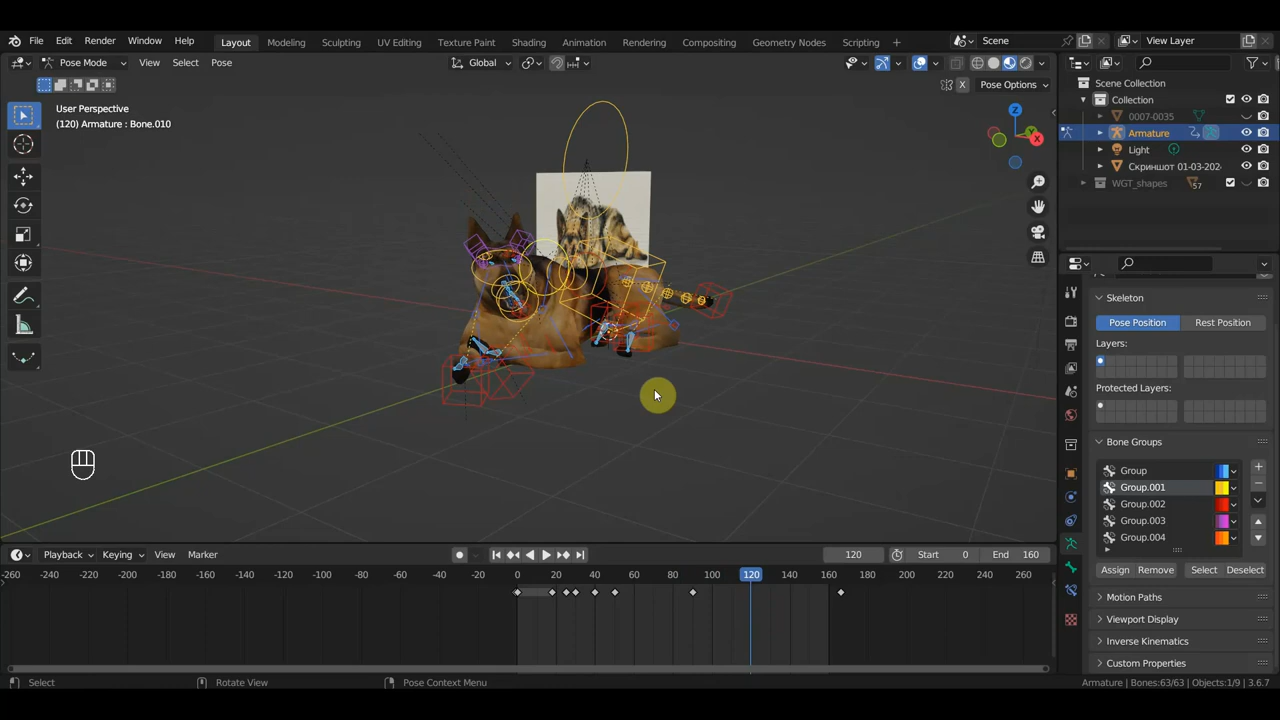 File Edit Render Window Help Layout Modeling Sculpting UV Editing Texture Paint Shading Animation Rendering Compositing Geometry Nodes Scripting + Scene View Layer
Pose Mode View Select Pose Global
X Pose Options
User Perspective
(120) Armature : Bone.010
Z
Y
X
Scene Collection
Collection
0007-0035
Armature
Light
Скриншот 01-03-202
WGT_shapes 57
Skeleton
Pose Position Rest Position
Layers:
Protected Layers:
Bone Groups
Group
Group.001
Group.002
Group.003
Group.004
Assign Remove Select Deselect
Motion Paths
Viewport Display
Inverse Kinematics
Custom Properties
Playback Keying View Marker 120 Start 0 End 160
-260 -240 -220 -200 -180 -160 -140 -120 -100 -80 -60 -40 -20 0 20 40 60 80 100 120 140 160 180 200 220 240 260
Select Rotate View Pose Context Menu Armature | Bones:63/63 | Objects:1/9 | 3.6.7